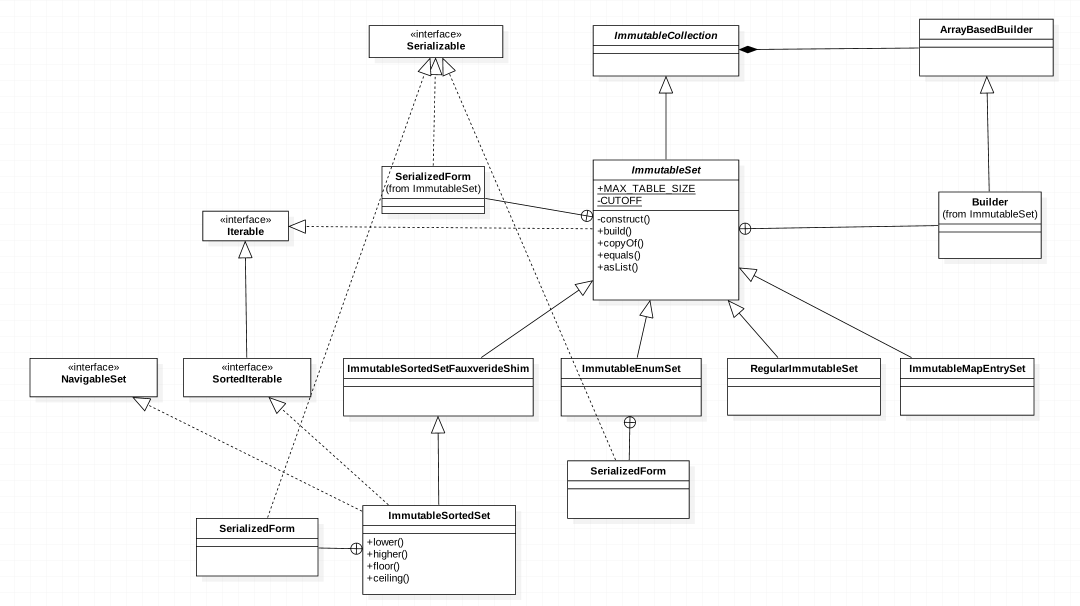 «interface»
Serializable
ImmutableCollection
ArrayBasedBuilder
SerializedForm
(from ImmutableSet)
ImmutableSet
+MAX_TABLE_SIZE
-CUTOFF
-construct()
+build()
+copyOf()
+equals()
+asList()
Builder
(from ImmutableSet)
«interface»
Iterable
«interface»
NavigableSet
«interface»
SortedIterable
ImmutableSortedSetFauxverideShim
ImmutableEnumSet
RegularImmutableSet
ImmutableMapEntrySet
SerializedForm
SerializedForm
ImmutableSortedSet
+lower()
+higher()
+floor()
+ceiling()